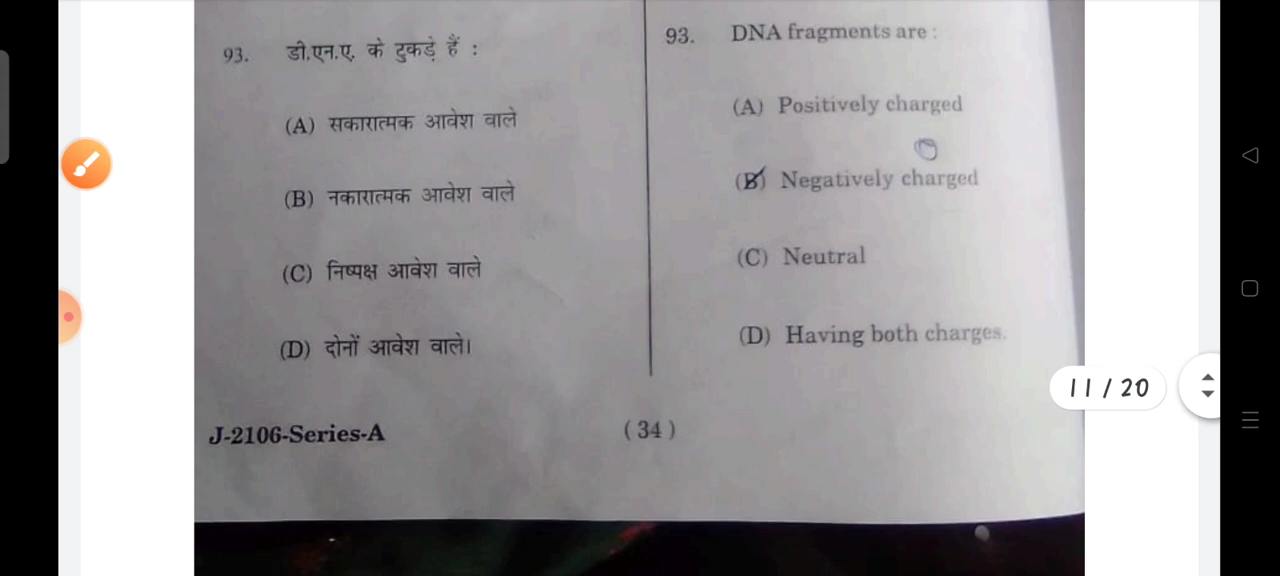 93. डी.एन.ए. के टुकड़े हैं :
(A) सकारात्मक आवेश वाले
(B) नकारात्मक आवेश वाले
(C) निष्पक्ष आवेश वाले
(D) दोनों आवेश वाले।
93. DNA fragments are :
(A) Positively charged
(B) Negatively charged
(C) Neutral
(D) Having both charges.
J-2106-Series-A
( 34 )
11 / 20